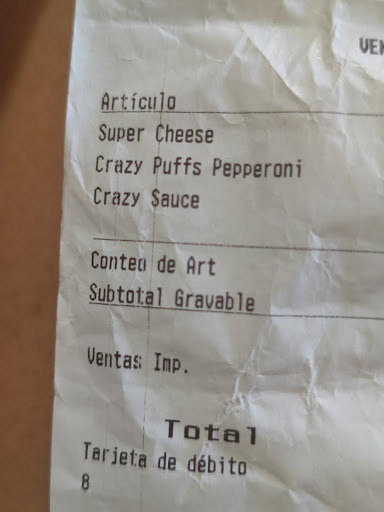 VEN
Artículo
Super Cheese
Crazy Puffs Pepperoni
Crazy Sauce
Conteo de Art
Subtotal Gravable
Ventas Imp.
Total
Tarjeta de débito
8